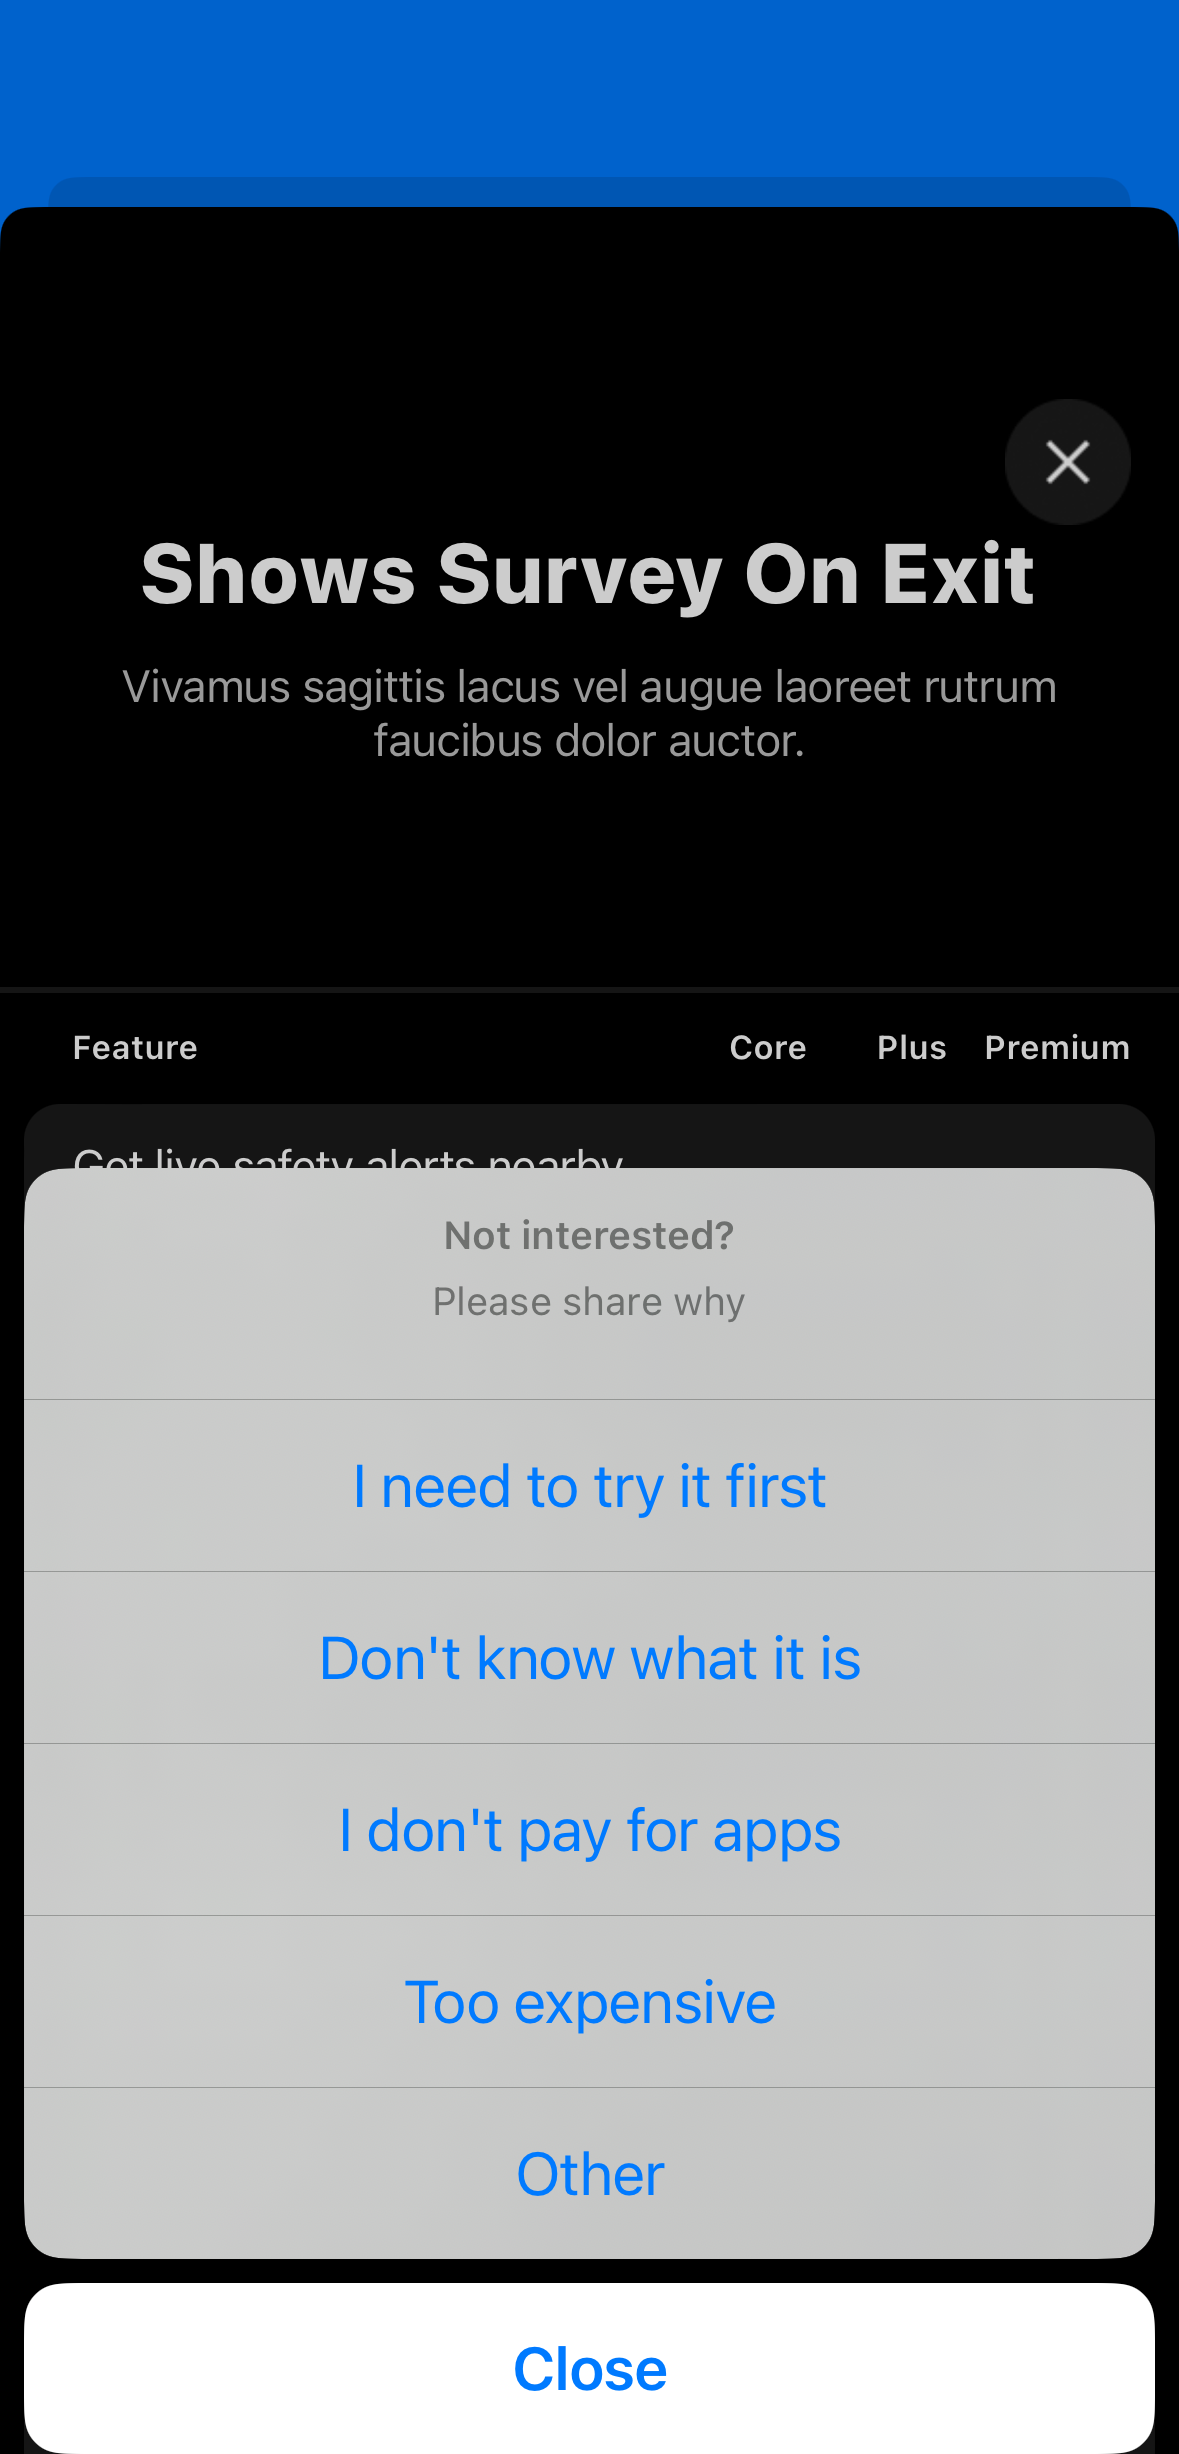 Shows Survey On Exit
Vivamus sagittis lacus vel augue laoreet rutrum
faucibus dolor auctor.
Feature Core Plus Premium
Get live safety alerts nearby
Not interested?
Please share why
I need to try it first
Don't know what it is
I don't pay for apps
Too expensive
Other
Close